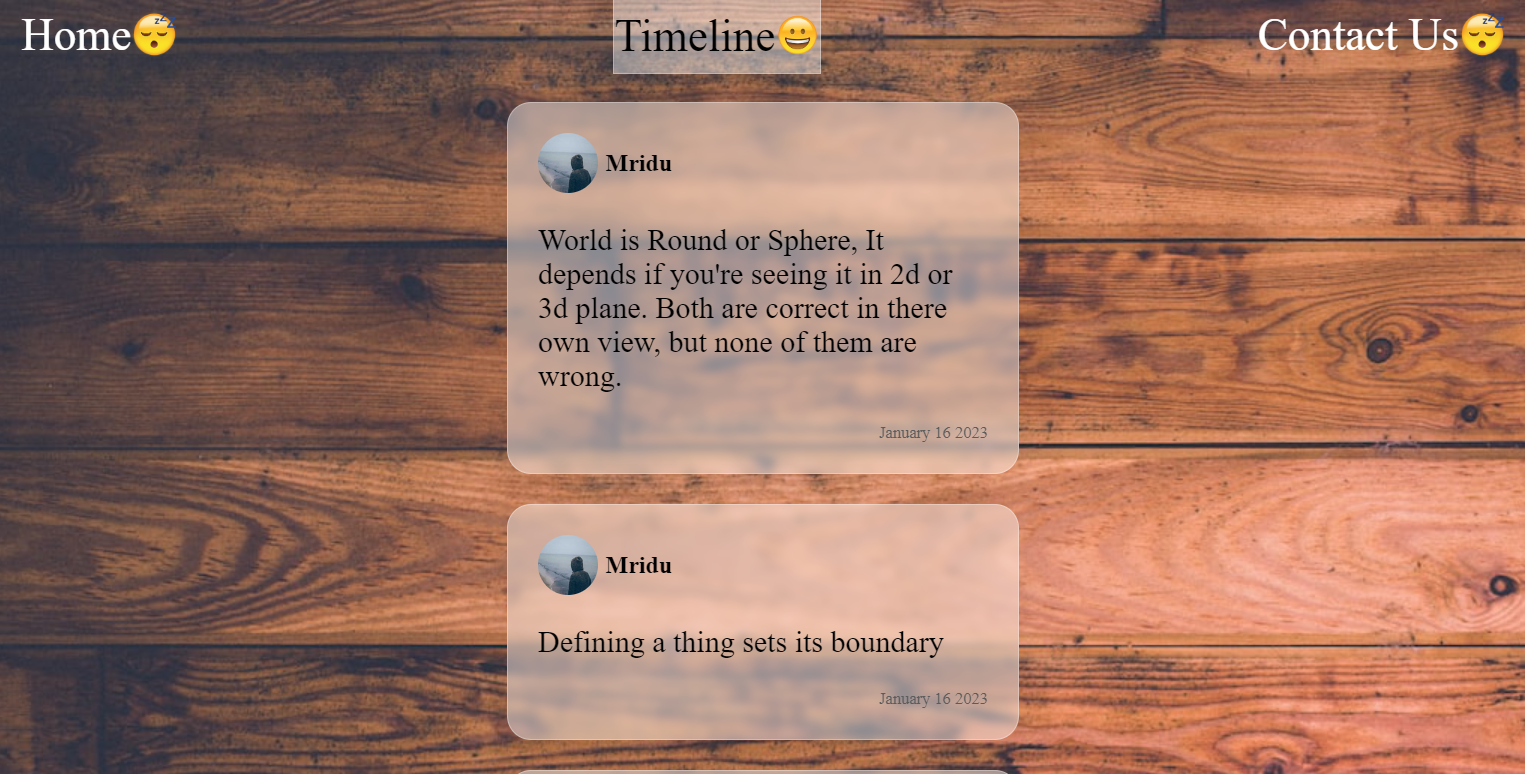 Home😴 Timeline😀 Contact Us😴
Mridu
World is Round or Sphere, It
depends if you're seeing it in 2d or
3d plane. Both are correct in there
own view, but none of them are
wrong.
January 16 2023
Mridu
Defining a thing sets its boundary
January 16 2023